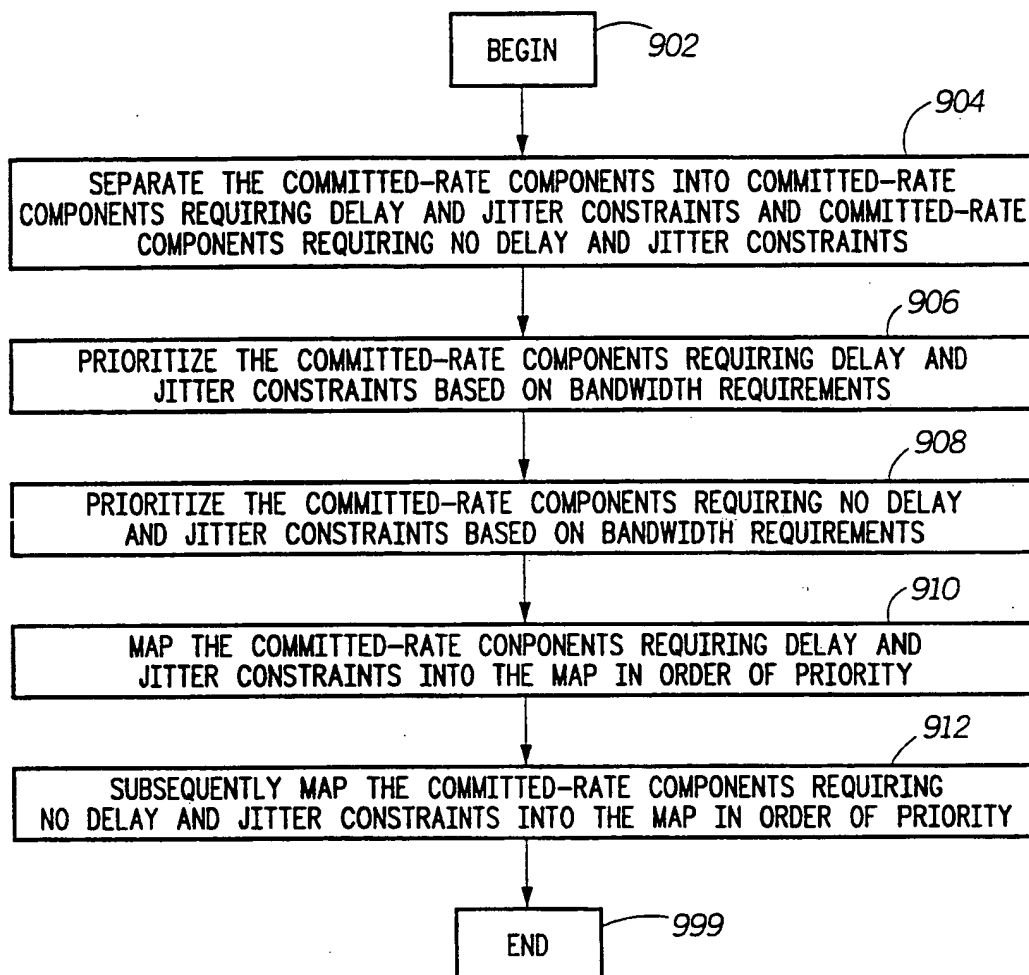 BEGIN
902
904
SEPARATE THE COMMITTED-RATE COMPONENTS INTO COMMITTED-RATE
COMPONENTS REQUIRING DELAY AND JITTER CONSTRAINTS AND COMMITTED-RATE
COMPONENTS REQUIRING NO DELAY AND JITTER CONSTRAINTS
906
PRIORITIZE THE COMMITTED-RATE COMPONENTS REQUIRING DELAY AND
JITTER CONSTRAINTS BASED ON BANDWIDTH REQUIREMENTS
908
PRIORITIZE THE COMMITTED-RATE COMPONENTS REQUIRING NO DELAY
AND JITTER CONSTRAINTS BASED ON BANDWIDTH REQUIREMENTS
910
MAP THE COMMITTED-RATE CONPONENTS REQUIRING DELAY AND
JITTER CONSTRAINTS INTO THE MAP IN ORDER OF PRIORITY
912
SUBSEQUENTLY MAP THE COMMITTED-RATE COMPONENTS REQUIRING
NO DELAY AND JITTER CONSTRAINTS INTO THE MAP IN ORDER OF PRIORITY
END
999